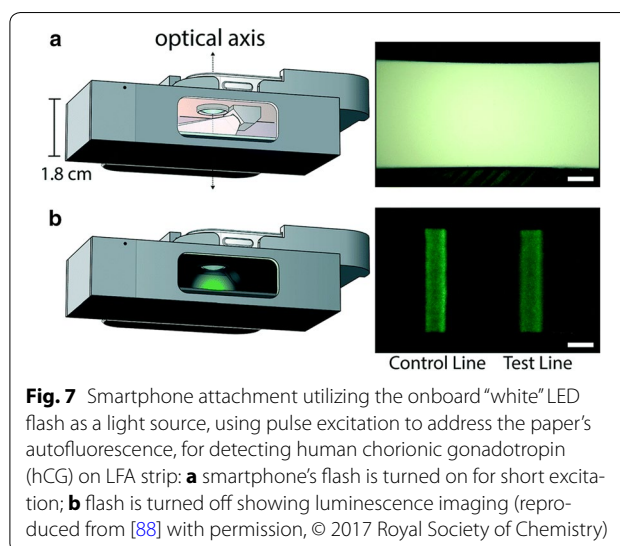 a
optical axis
1.8 cm
b
Control Line Test Line
Fig. 7 Smartphone attachment utilizing the onboard “white” LED
flash as a light source, using pulse excitation to address the paper’s
autofluorescence, for detecting human chorionic gonadotropin
(hCG) on LFA strip: a smartphone’s flash is turned on for short excita-
tion; b flash is turned off showing luminescence imaging (repro-
duced from [88] with permission, © 2017 Royal Society of Chemistry)